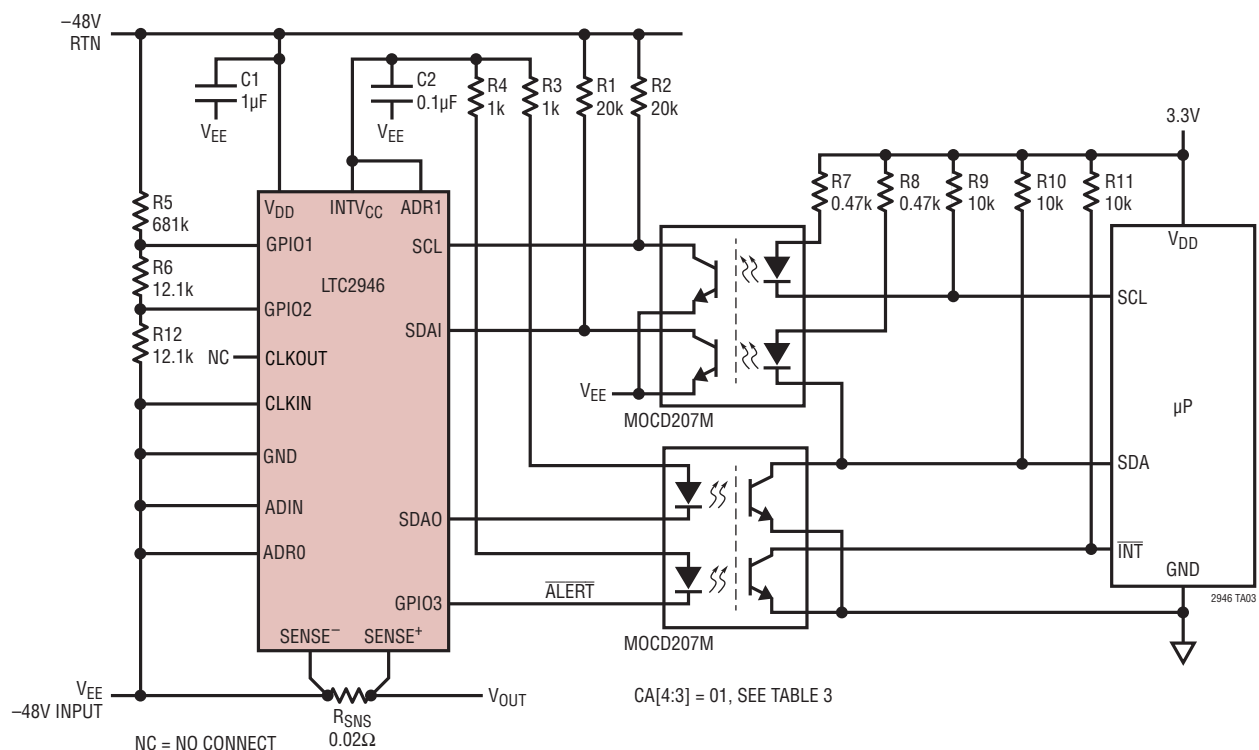 –48V
RTN
C1
1µF
VEE
C2
0.1µF
VEE
R4
1k
R3
1k
R1
20k
R2
20k
3.3V
R5
681k
R6
12.1k
R12
12.1k
NC
VDD
INTVCC
ADR1
GPIO1
SCL
LTC2946
GPIO2
SDAI
CLKOUT
CLKIN
GND
ADIN
SDAO
ADR0
GPIO3
SENSE–
SENSE+
R7
0.47k
R8
0.47k
R9
10k
R10
10k
R11
10k
VDD
SCL
µP
SDA
INT
GND
VEE
MOCD207M
ALERT
MOCD207M
2946 TA03
VEE
–48V INPUT
RSNS
0.02Ω
VOUT
CA[4:3] = 01, SEE TABLE 3
NC = NO CONNECT